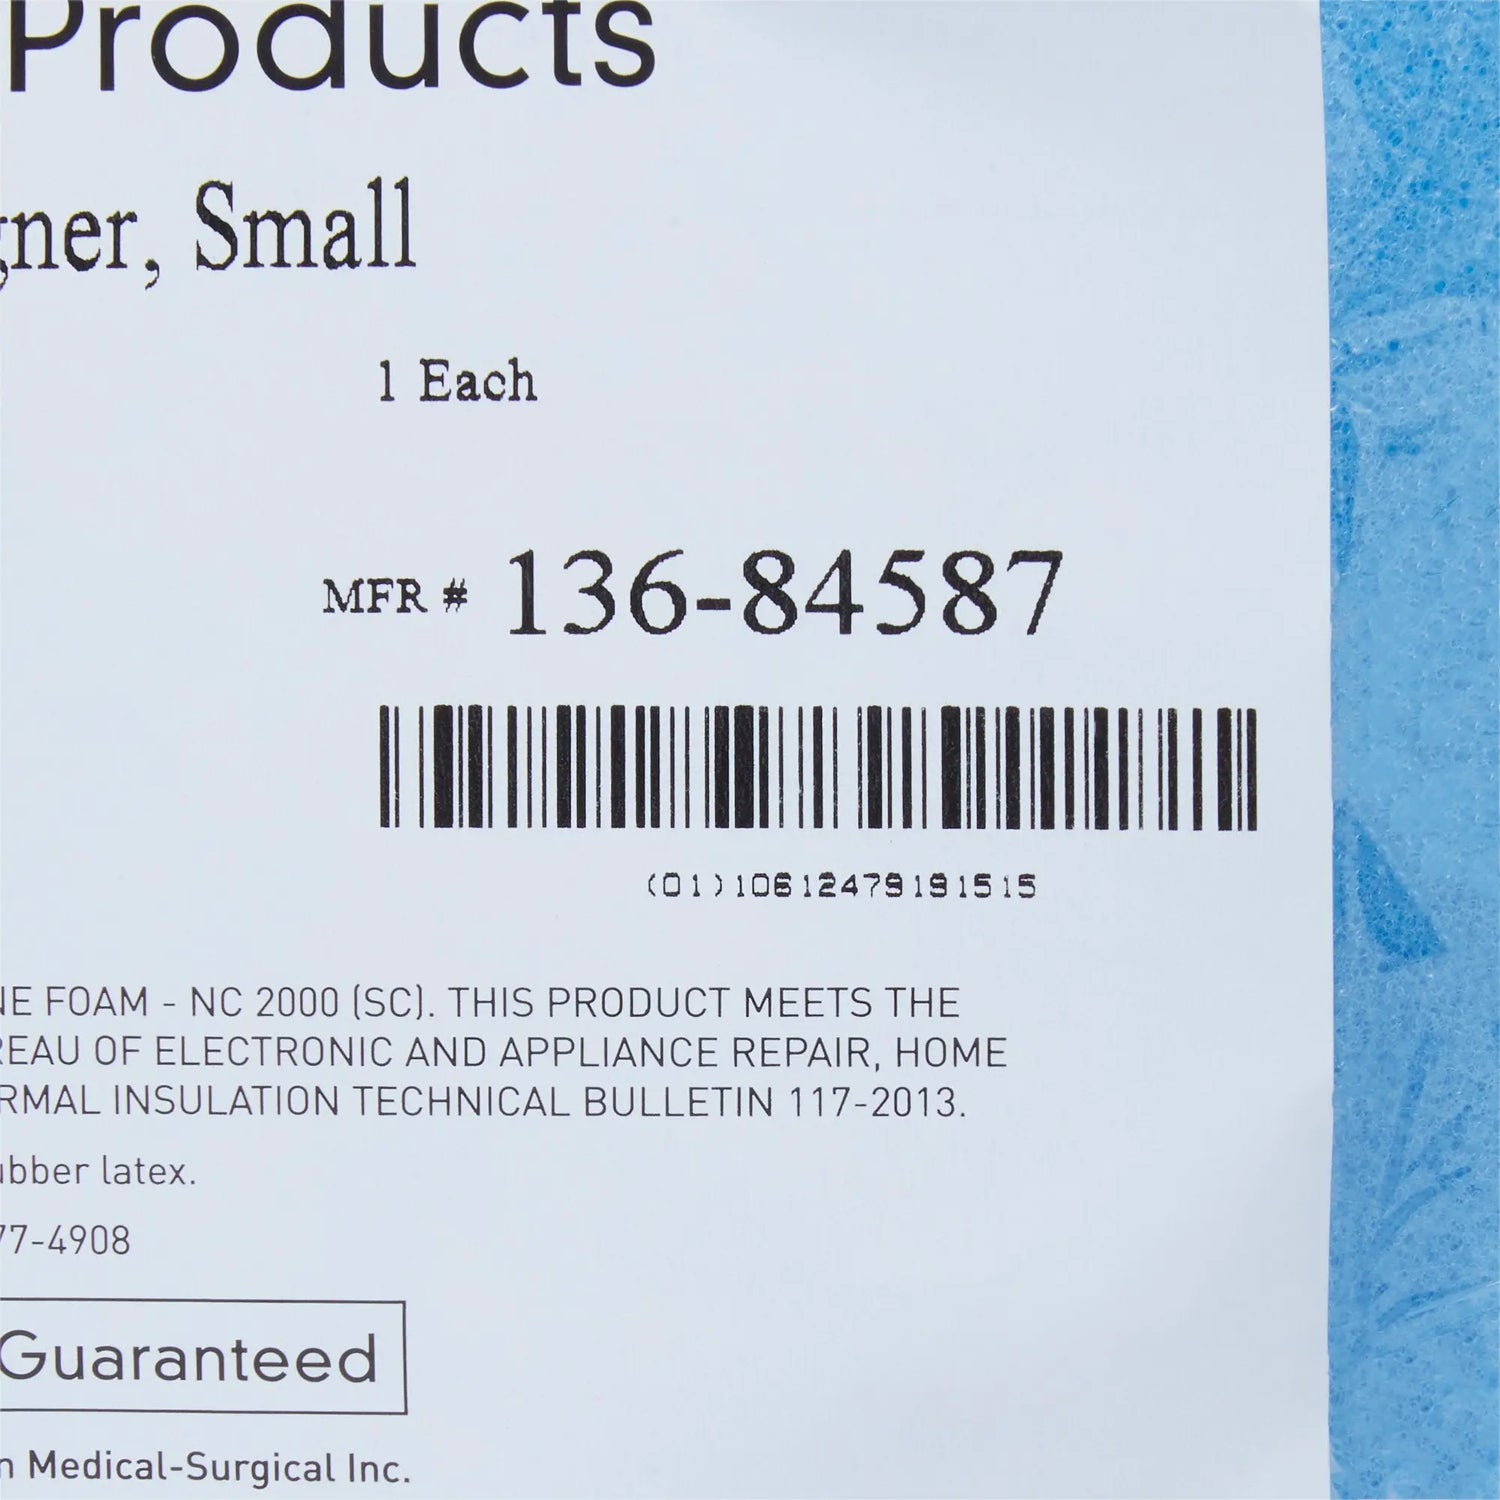 Products
gner, Small
1 Each
MFR # 136-84587
(01)10612479191515
NE FOAM - NC 2000 (SC). THIS PRODUCT MEETS THE
REAU OF ELECTRONIC AND APPLIANCE REPAIR, HOME
RMAL INSULATION TECHNICAL BULLETIN 117-2013.
ubber latex.
77-4908
Guaranteed
n Medical-Surgical Inc.